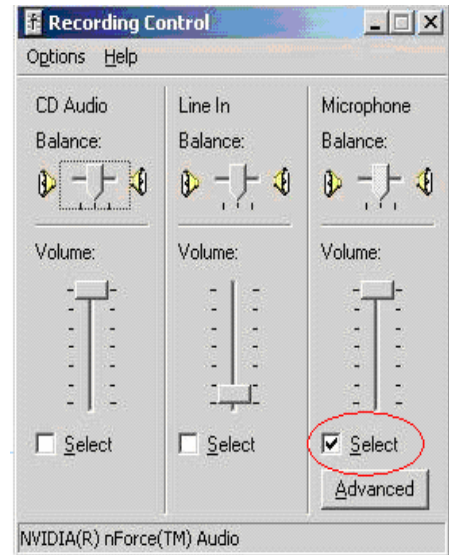 Recording Control
Options Help
CD Audio Line In Microphone
Balance: Balance: Balance:
Volume: Volume: Volume:
Select Select Select
Advanced
NVIDIA(R) nForce(TM) Audio